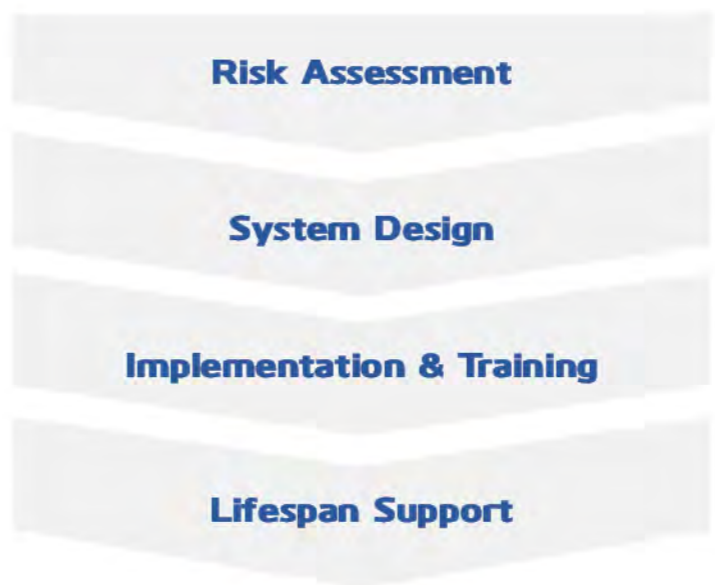 Risk Assessment
System Design
Implementation & Training
Lifespan Support